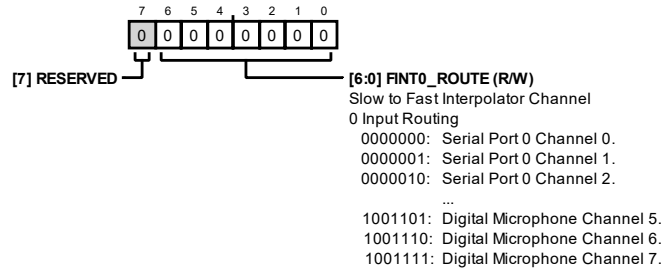 7 6 5 4 3 2 1 0
0 0 0 0 0 0 0 0
[7] RESERVED
[6:0] FINT0_ROUTE (R/W)
Slow to Fast Interpolator Channel
0 Input Routing
0000000: Serial Port 0 Channel 0.
0000001: Serial Port 0 Channel 1.
0000010: Serial Port 0 Channel 2.
...
1001101: Digital Microphone Channel 5.
1001110: Digital Microphone Channel 6.
1001111: Digital Microphone Channel 7.